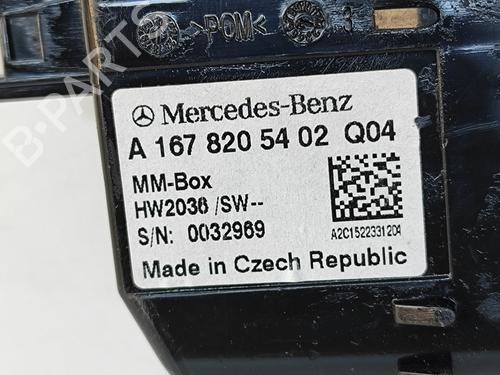 >POM<
3
Mercedes-Benz
A 167 820 54 02 Q04
MM-Box
HW2036 /SW--
S/N: 0032969
A2C1522331204
Made in Czech Republic
B-PARTS